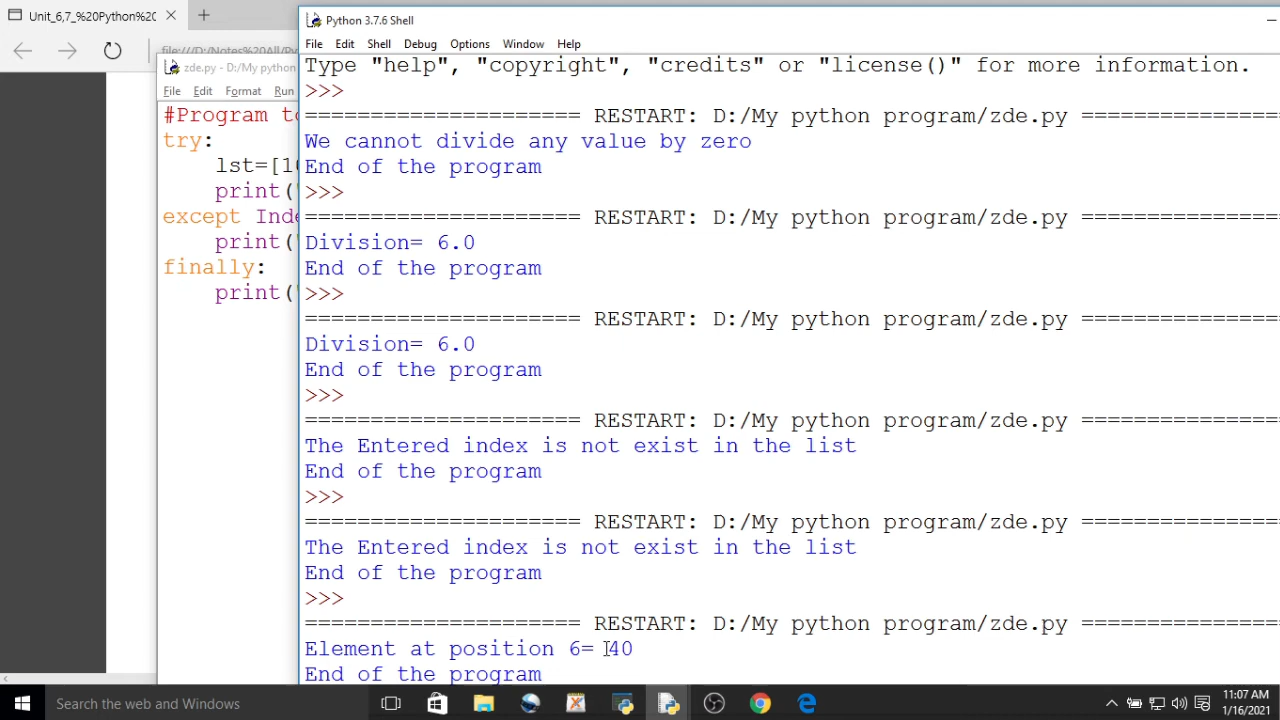 Unit_6,7_%20Python%20
Python 3.7.6 Shell
File Edit Shell Debug Options Window Help
file:///D:/Notes%20All/Py
zde.py - D:/My python
File Edit Format Run
#Program to
try:
lst=[10
print("
except Inde
print("
finally:
print("
Type "help", "copyright", "credits" or "license()" for more information.
>>>
===================== RESTART: D:/My python program/zde.py ===============
We cannot divide any value by zero
End of the program
>>>
===================== RESTART: D:/My python program/zde.py ===============
Division= 6.0
End of the program
>>>
===================== RESTART: D:/My python program/zde.py ===============
Division= 6.0
End of the program
>>>
===================== RESTART: D:/My python program/zde.py ===============
The Entered index is not exist in the list
End of the program
>>>
===================== RESTART: D:/My python program/zde.py ===============
The Entered index is not exist in the list
End of the program
>>>
===================== RESTART: D:/My python program/zde.py ===============
Element at position 6= 40
End of the program
Search the web and Windows
11:07 AM
1/16/2021